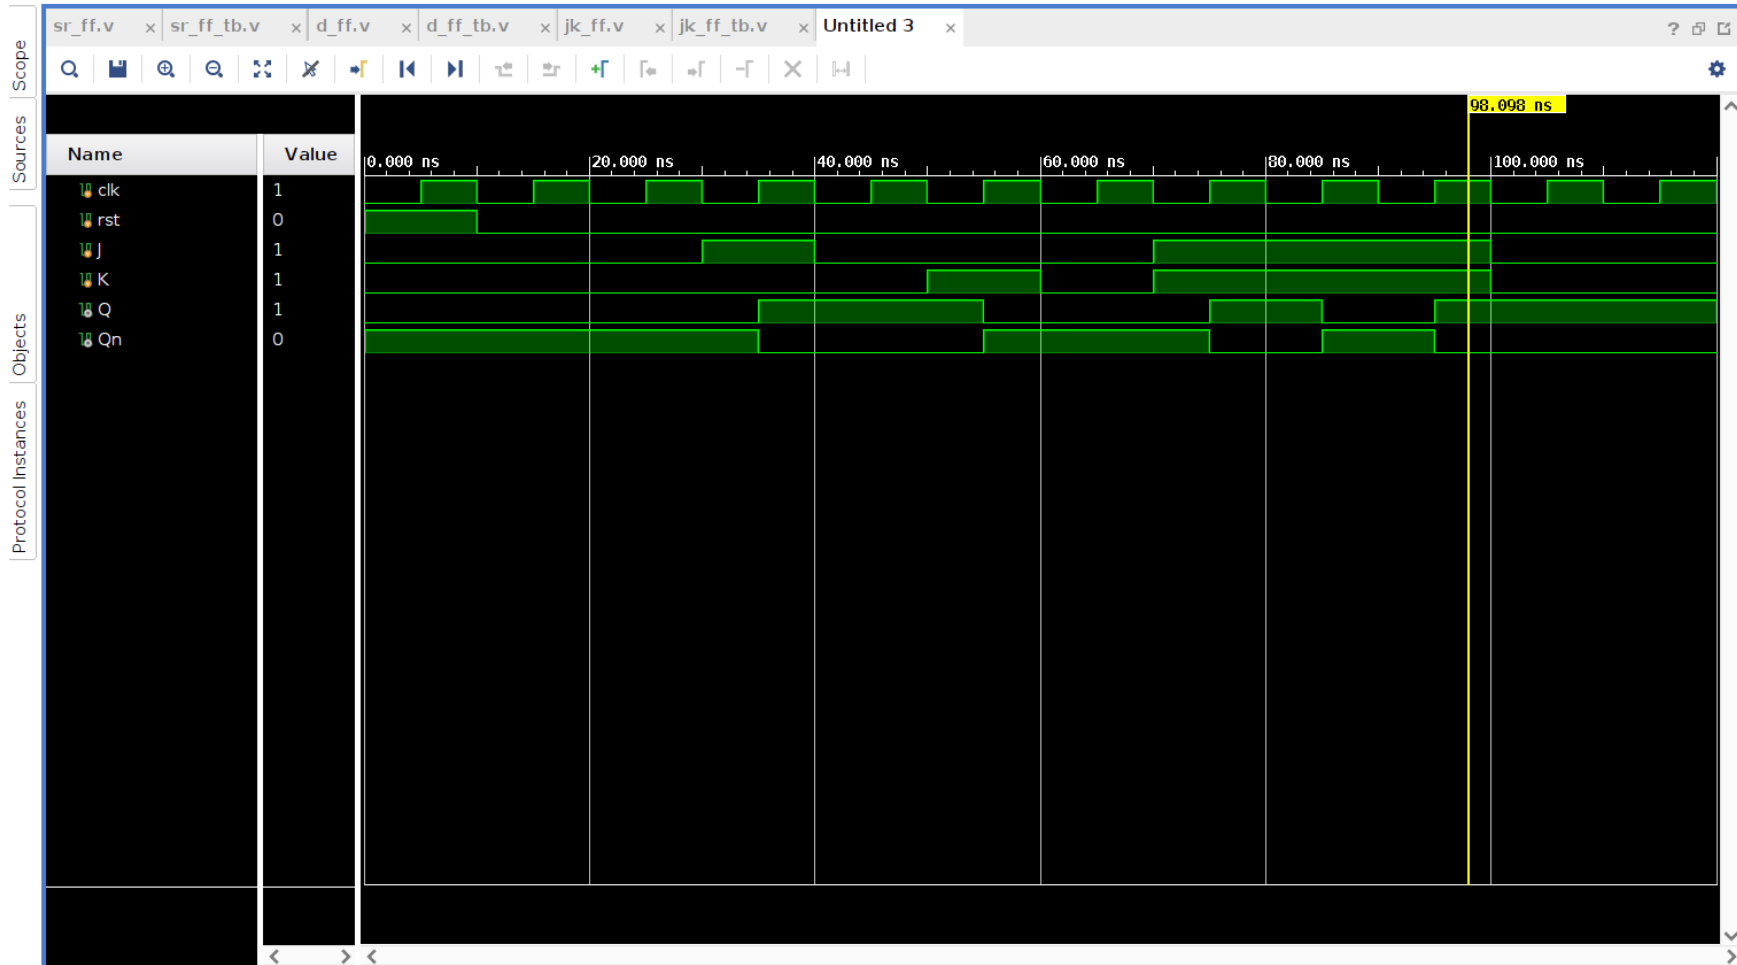 sr_ff.v × sr_ff_tb.v × d_ff.v × d_ff_tb.v × jk_ff.v × jk_ff_tb.v × Untitled 3 ×
?
Scope
Sources
Objects
Protocol Instances
98.098 ns
Name Value
0.000 ns 20.000 ns 40.000 ns 60.000 ns 80.000 ns 100.000 ns
clk 1
rst 0
J 1
K 1
Q 1
Qn 0